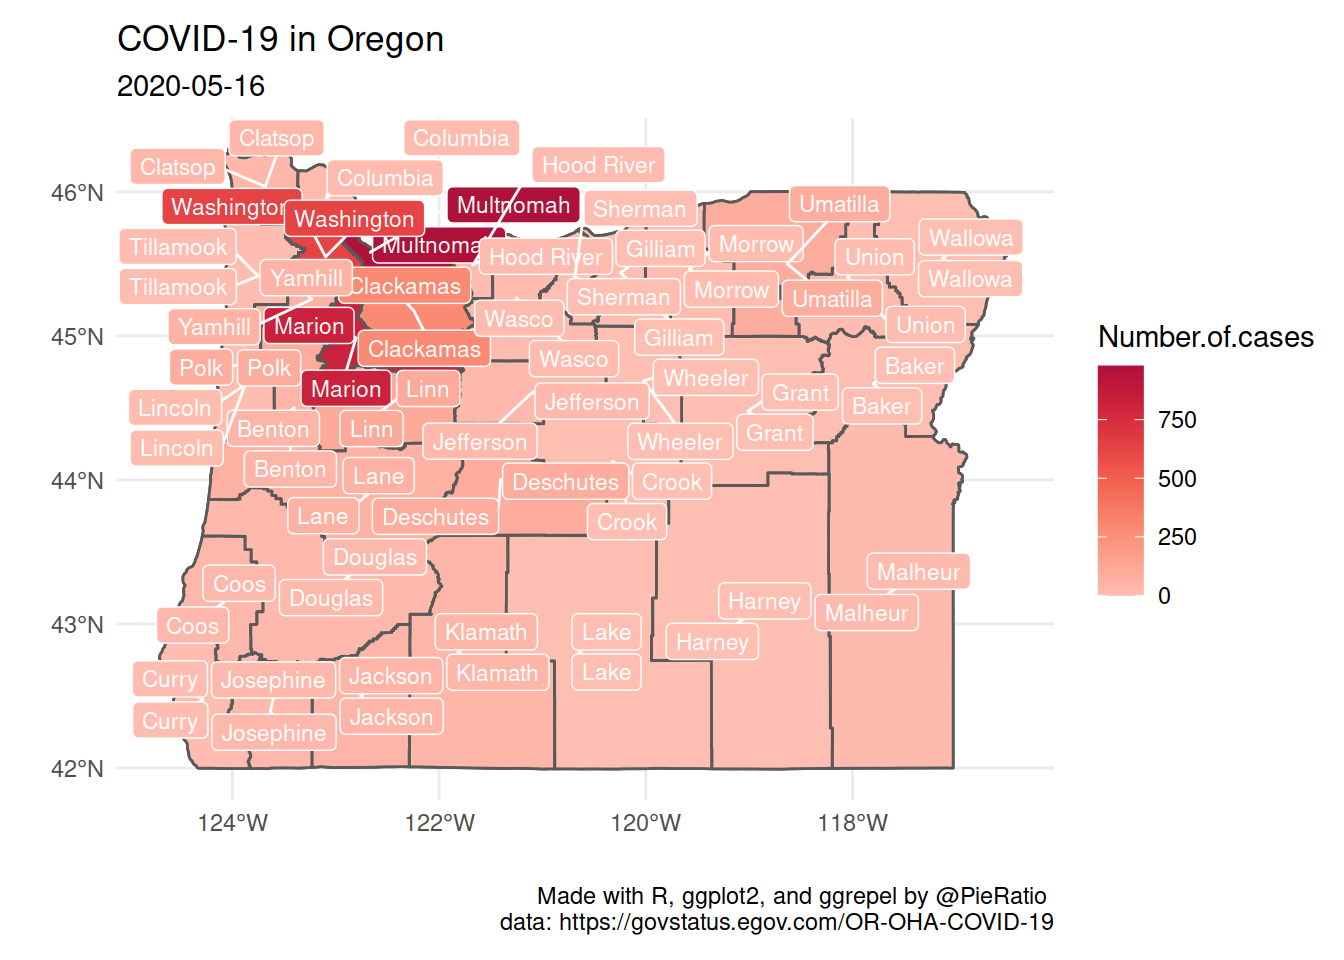 COVID-19 in Oregon
2020-05-16
Clatsop
Columbia
Clatsop
Hood River
Columbia
46°N
Washington
Washington
Multnomah
Sherman
Umatilla
Tillamook
Multnoma
Hood River
Gilliam
Morrow
Union
Wallowa
Tillamook
Yamhill
Clackamas
Sherman
Morrow
Umatilla
Wallowa
Number.of.cases
45°N
Yamhill
Marion
Wasco
Gilliam
Union
Polk
Polk
Clackamas
Wasco
Baker
Lincoln
Marion
Linn
Jefferson
Wheeler
Grant
Baker
750
Lincoln
Benton
Linn
Jefferson
Wheeler
Grant
44°N
Benton
Lane
Deschutes
Crook
500
Lane
Deschutes
Crook
250
Douglas
Malheur
0
Coos
Douglas
Harney
Malheur
43°N
Coos
Klamath
Lake
Harney
Curry
Josephine
Jackson
Klamath
Lake
Curry
Josephine
Jackson
42°N
124°W
122°W
120°W
118°W
Made with R, ggplot2, and ggrepel by @PieRatio
data: https://govstatus.egov.com/OR-OHA-COVID-19